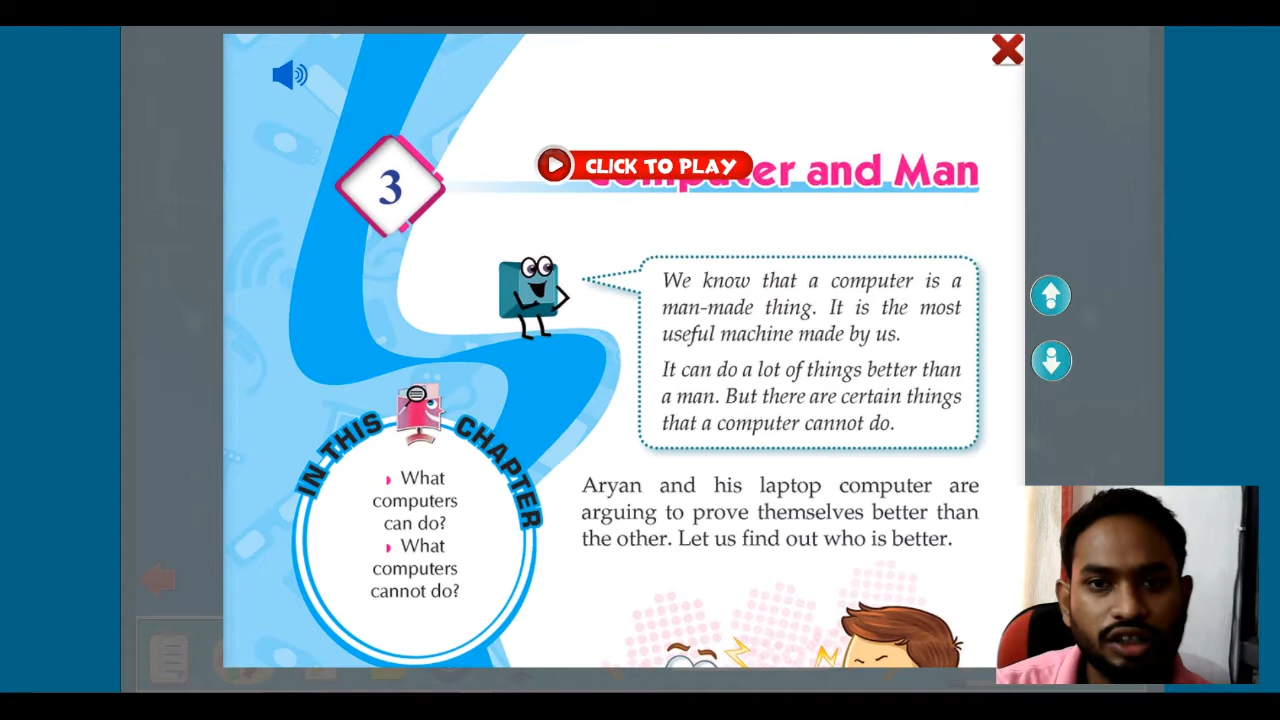 3
CLICK TO PLAY
er and Man
We know that a computer is a
man-made thing. It is the most
useful machine made by us.
It can do a lot of things better than
a man. But there are certain things
that a computer cannot do.
IN THIS CHAPTER
What
computers
can do?
What
computers
cannot do?
Aryan and his laptop computer are
arguing to prove themselves better than
the other. Let us find out who is better.